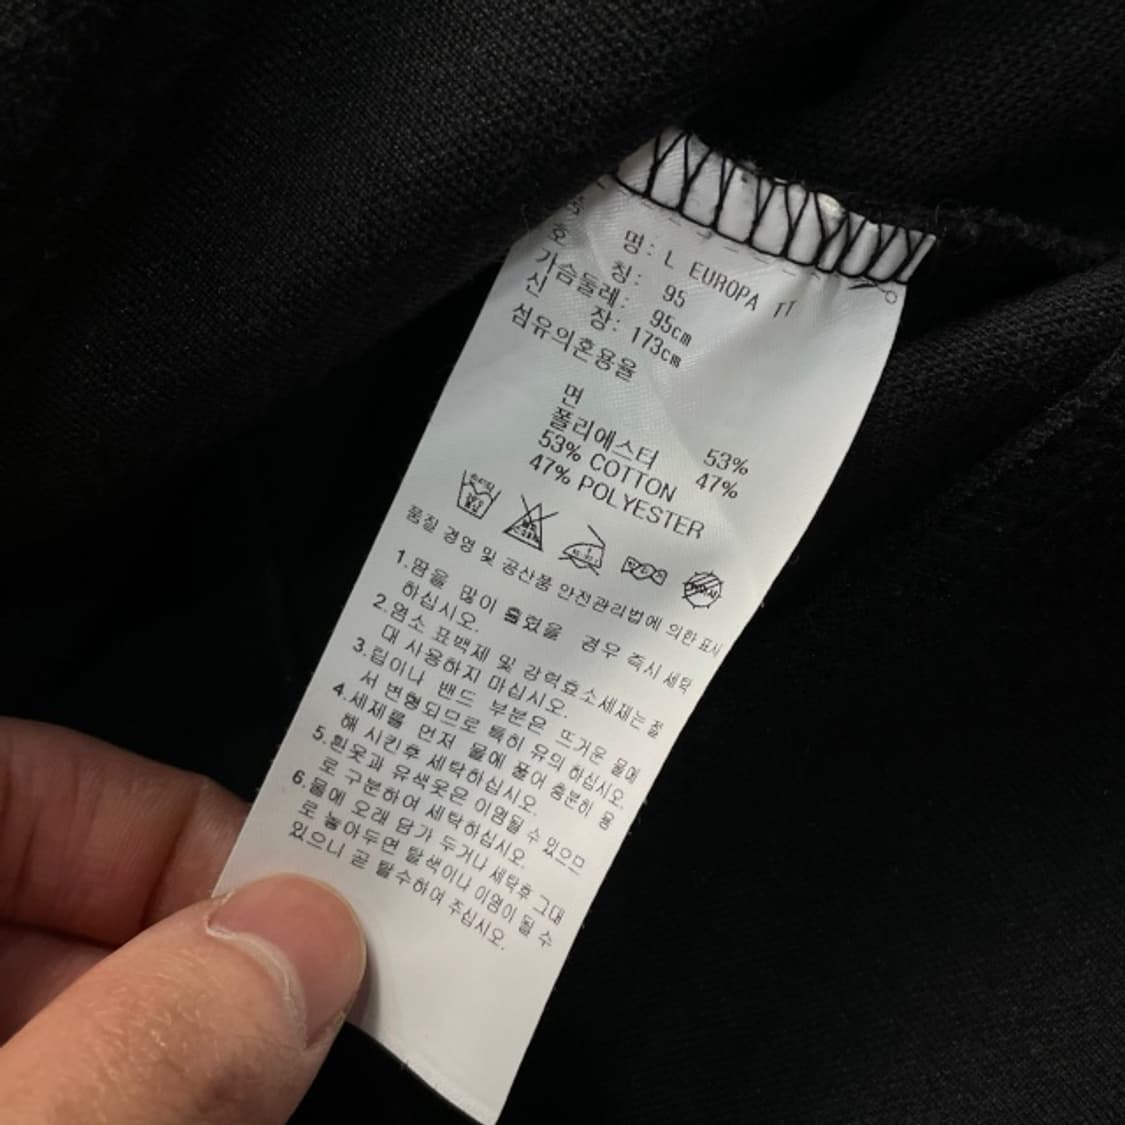 명: L EUROPA TT
호 칭: 95
가슴둘레: 95cm
신 장: 173cm
섬유의혼용율
면 53%
폴리에스터 47%
53% COTTON
47% POLYESTER
품질 경영 및 공산품 안전관리법에 의한 표시
1.땀을 많이 흘렸을 경우 즉시 세탁
하십시오.
2.염소 표백제 및 강력효소세제는 절
대 사용하지 마십시오.
3.립이나 밴드 부분은 뜨거운 물에
서 변형되므로 특히 유의 하십시오.
4.세제를 먼저 물에 풀어 충분히 용
해 시킨후 세탁하십시오.
5.흰옷과 유색옷은 이염될 수 있으므
로 구분하여 세탁하십시오.
6.물에 오래 담가 두거나 세탁후 그대
로 놓아두면 탈색이나 이염이 될 수
있으니 곧 탈수하여 주십시오.